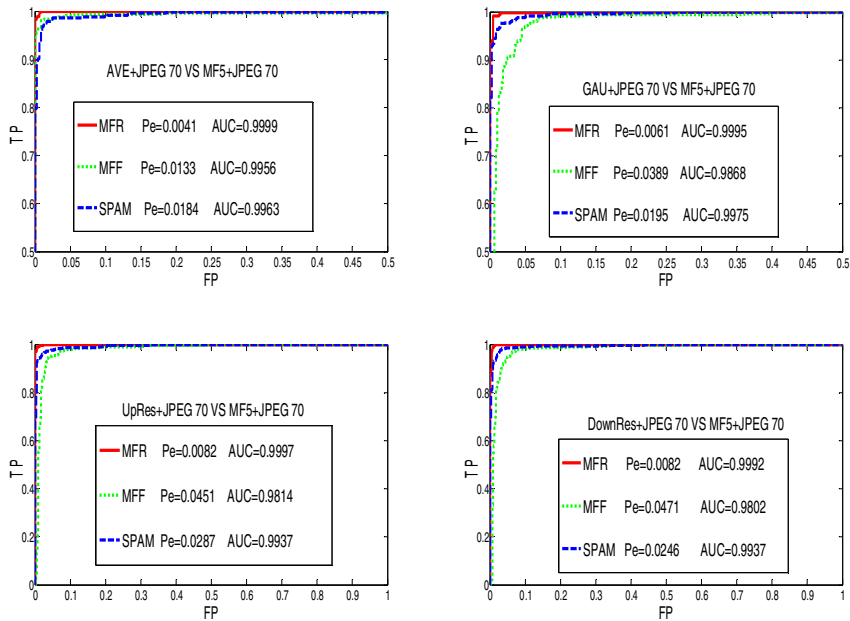 AVE+JPEG 70 VS MF5+JPEG 70
MFR Pe=0.0041 AUC=0.9999
MFF Pe=0.0133 AUC=0.9956
SPAM Pe=0.0184 AUC=0.9963
1
0.9
0.8
0.7
0.6
0.5
T P
0 0.05 0.1 0.15 0.2 0.25 0.3 0.35 0.4 0.45 0.5
FP
GAU+JPEG 70 VS MF5+JPEG 70
MFR Pe=0.0061 AUC=0.9995
MFF Pe=0.0389 AUC=0.9868
SPAM Pe=0.0195 AUC=0.9975
1
0.9
0.8
0.7
0.6
0.5
T P
0 0.05 0.1 0.15 0.2 0.25 0.3 0.35 0.4 0.45 0.5
FP
UpRes+JPEG 70 VS MF5+JPEG 70
MFR Pe=0.0082 AUC=0.9997
MFF Pe=0.0451 AUC=0.9814
SPAM Pe=0.0287 AUC=0.9937
1
0.8
0.6
0.4
0.2
0
T P
0 0.1 0.2 0.3 0.4 0.5 0.6 0.7 0.8 0.9 1
FP
DownRes+JPEG 70 VS MF5+JPEG 70
MFR Pe=0.0082 AUC=0.9992
MFF Pe=0.0471 AUC=0.9802
SPAM Pe=0.0246 AUC=0.9937
1
0.8
0.6
0.4
0.2
0
T P
0 0.1 0.2 0.3 0.4 0.5 0.6 0.7 0.8 0.9 1
FP